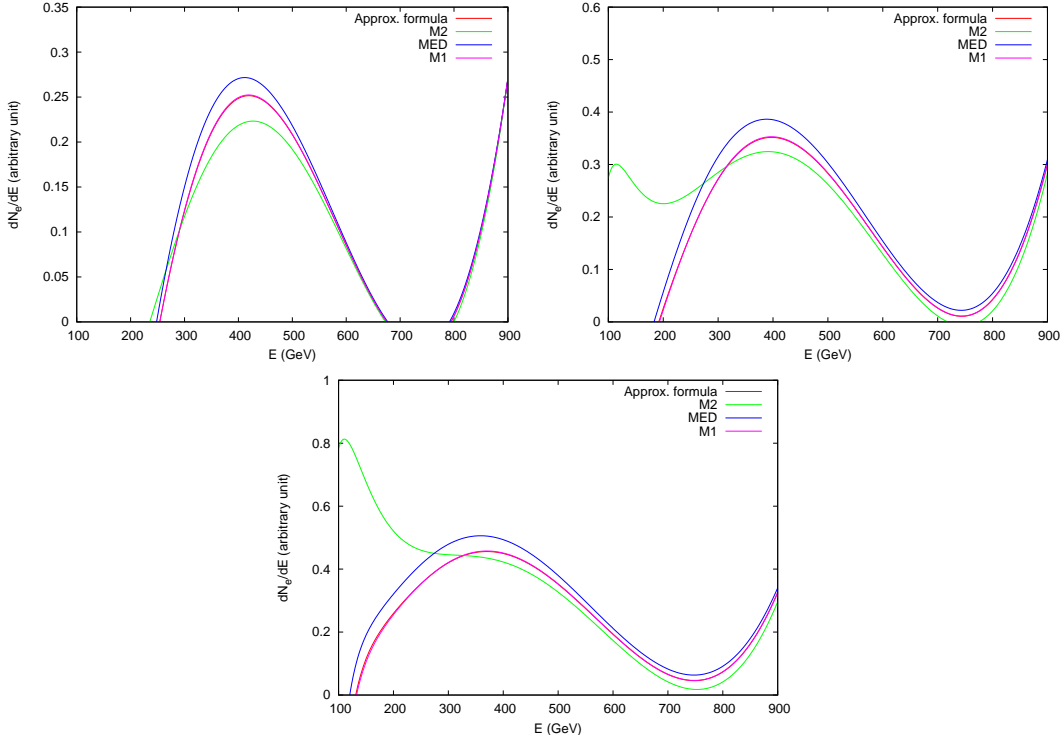 0.35
0.3
0.25
0.2
0.15
0.1
0.05
0
dNe/dE (arbitrary unit)
100 200 300 400 500 600 700 800 900
E (GeV)
Approx. formula
M2
MED
M1
0.6
0.5
0.4
0.3
0.2
0.1
0
dNe/dE (arbitrary unit)
100 200 300 400 500 600 700 800 900
E (GeV)
Approx. formula
M2
MED
M1
1
0.8
0.6
0.4
0.2
0
dNe/dE (arbitrary unit)
100 200 300 400 500 600 700 800 900
E (GeV)
Approx. formula
M2
MED
M1